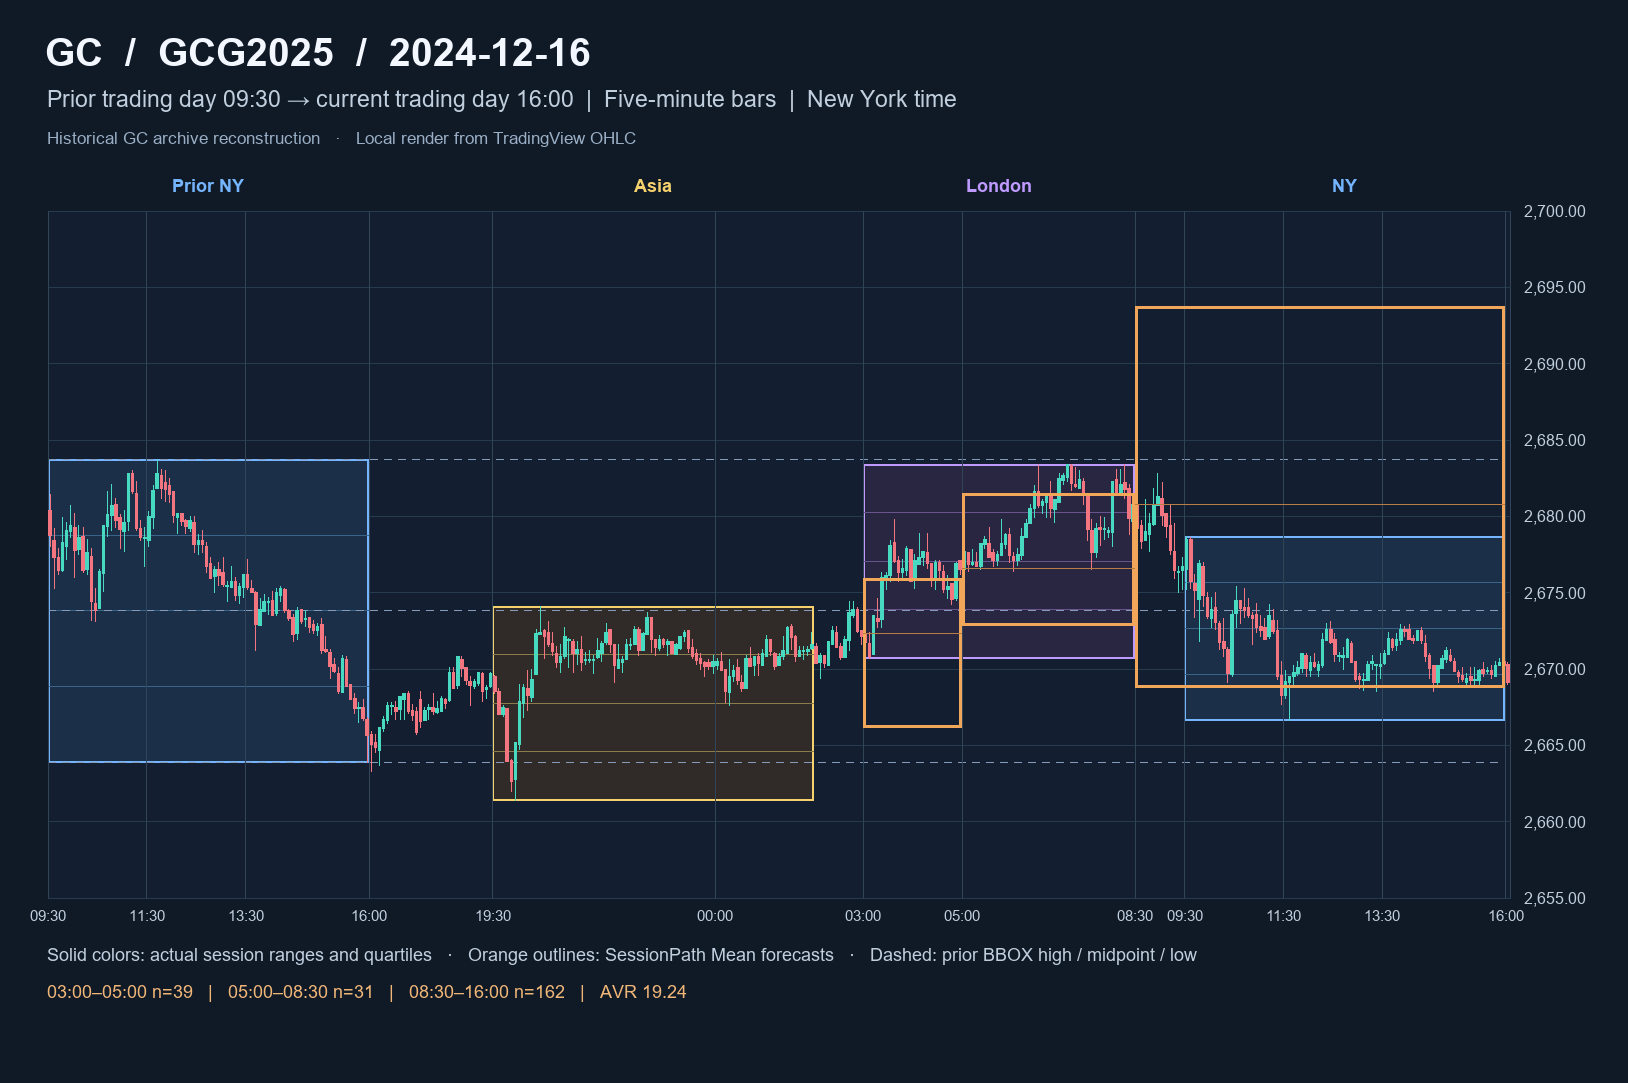 GC / GCG2025 / 2024-12-16
Prior trading day 09:30 → current trading day 16:00 | Five-minute bars | New York time
Historical GC archive reconstruction · Local render from TradingView OHLC
Prior NY Asia London NY
2,700.00
2,695.00
2,690.00
2,685.00
2,680.00
2,675.00
2,670.00
2,665.00
2,660.00
2,655.00
09:30 11:30 13:30 16:00 19:30 00:00 03:00 05:00 08:30 09:30 11:30 13:30 16:00
Solid colors: actual session ranges and quartiles · Orange outlines: SessionPath Mean forecasts · Dashed: prior BBOX high / midpoint / low
03:00–05:00 n=39 | 05:00–08:30 n=31 | 08:30–16:00 n=162 | AVR 19.24